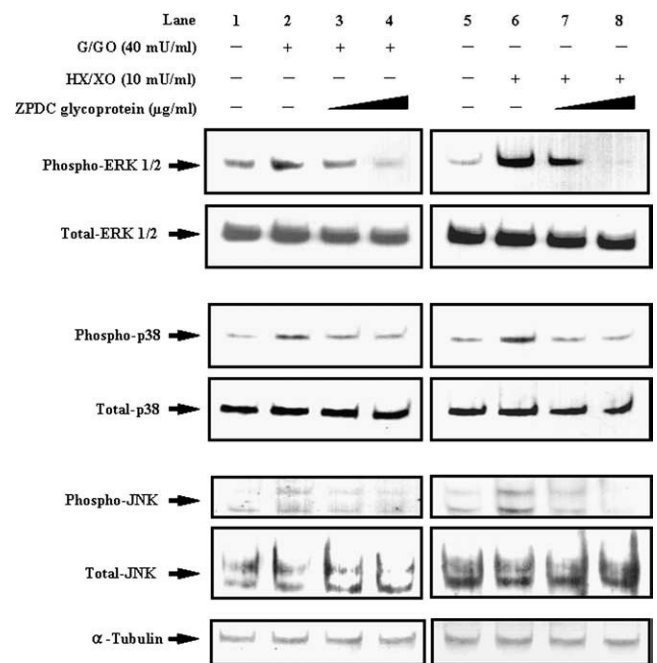 Lane 1 2 3 4 5 6 7 8
G/GO (40 mU/ml) – + + +
HX/XO (10 mU/ml) – + + +
ZPDC glycoprotein (µg/ml) – – – –
Phospho-ERK 1/2
Total-ERK 1/2
Phospho-p38
Total-p38
Phospho-JNK
Total-JNK
α-Tubulin